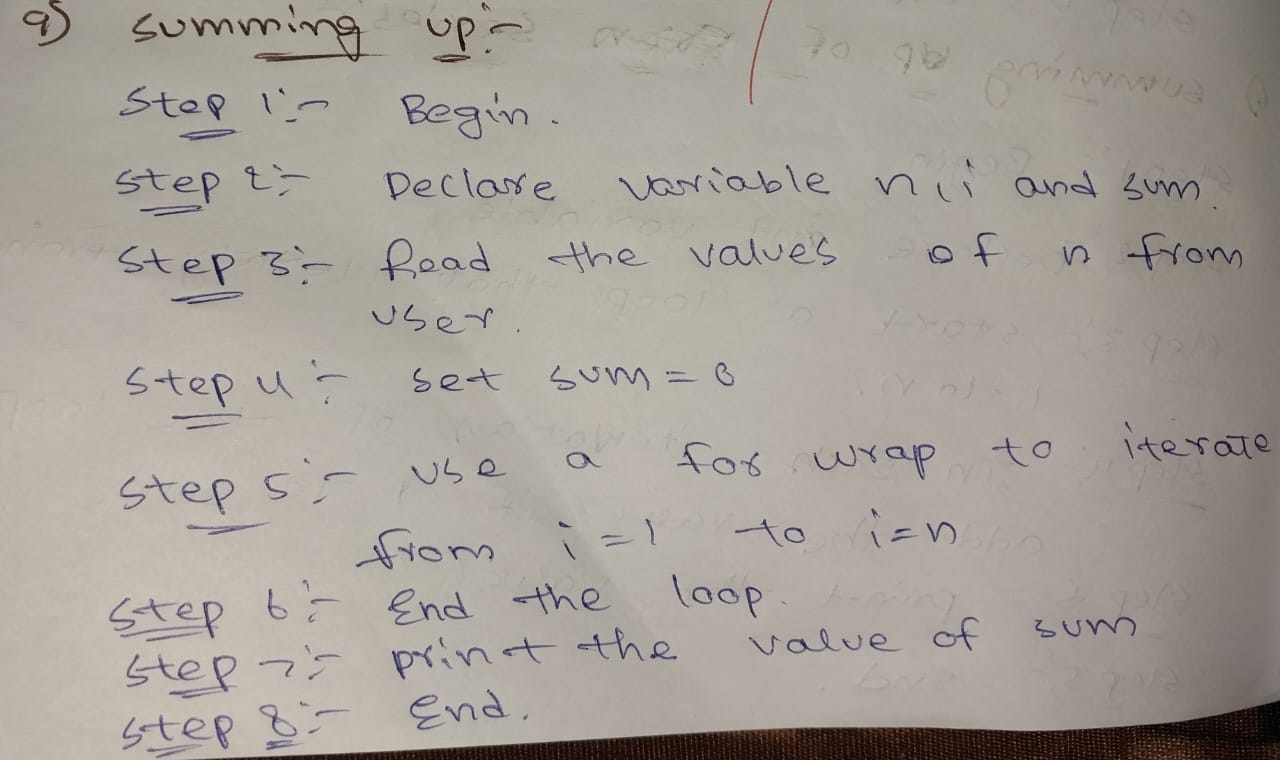 9) summing up:-
Step 1:- Begin.
Step 2:- Declare variable n, i and sum.
Step 3:- Read the values of n from
user.
Step 4:- set sum = 0
Step 5:- use a for wrap to iterate
from i = 1 to i = n
Step 6:- End the loop.
Step 7:- print the value of sum
Step 8:- End.